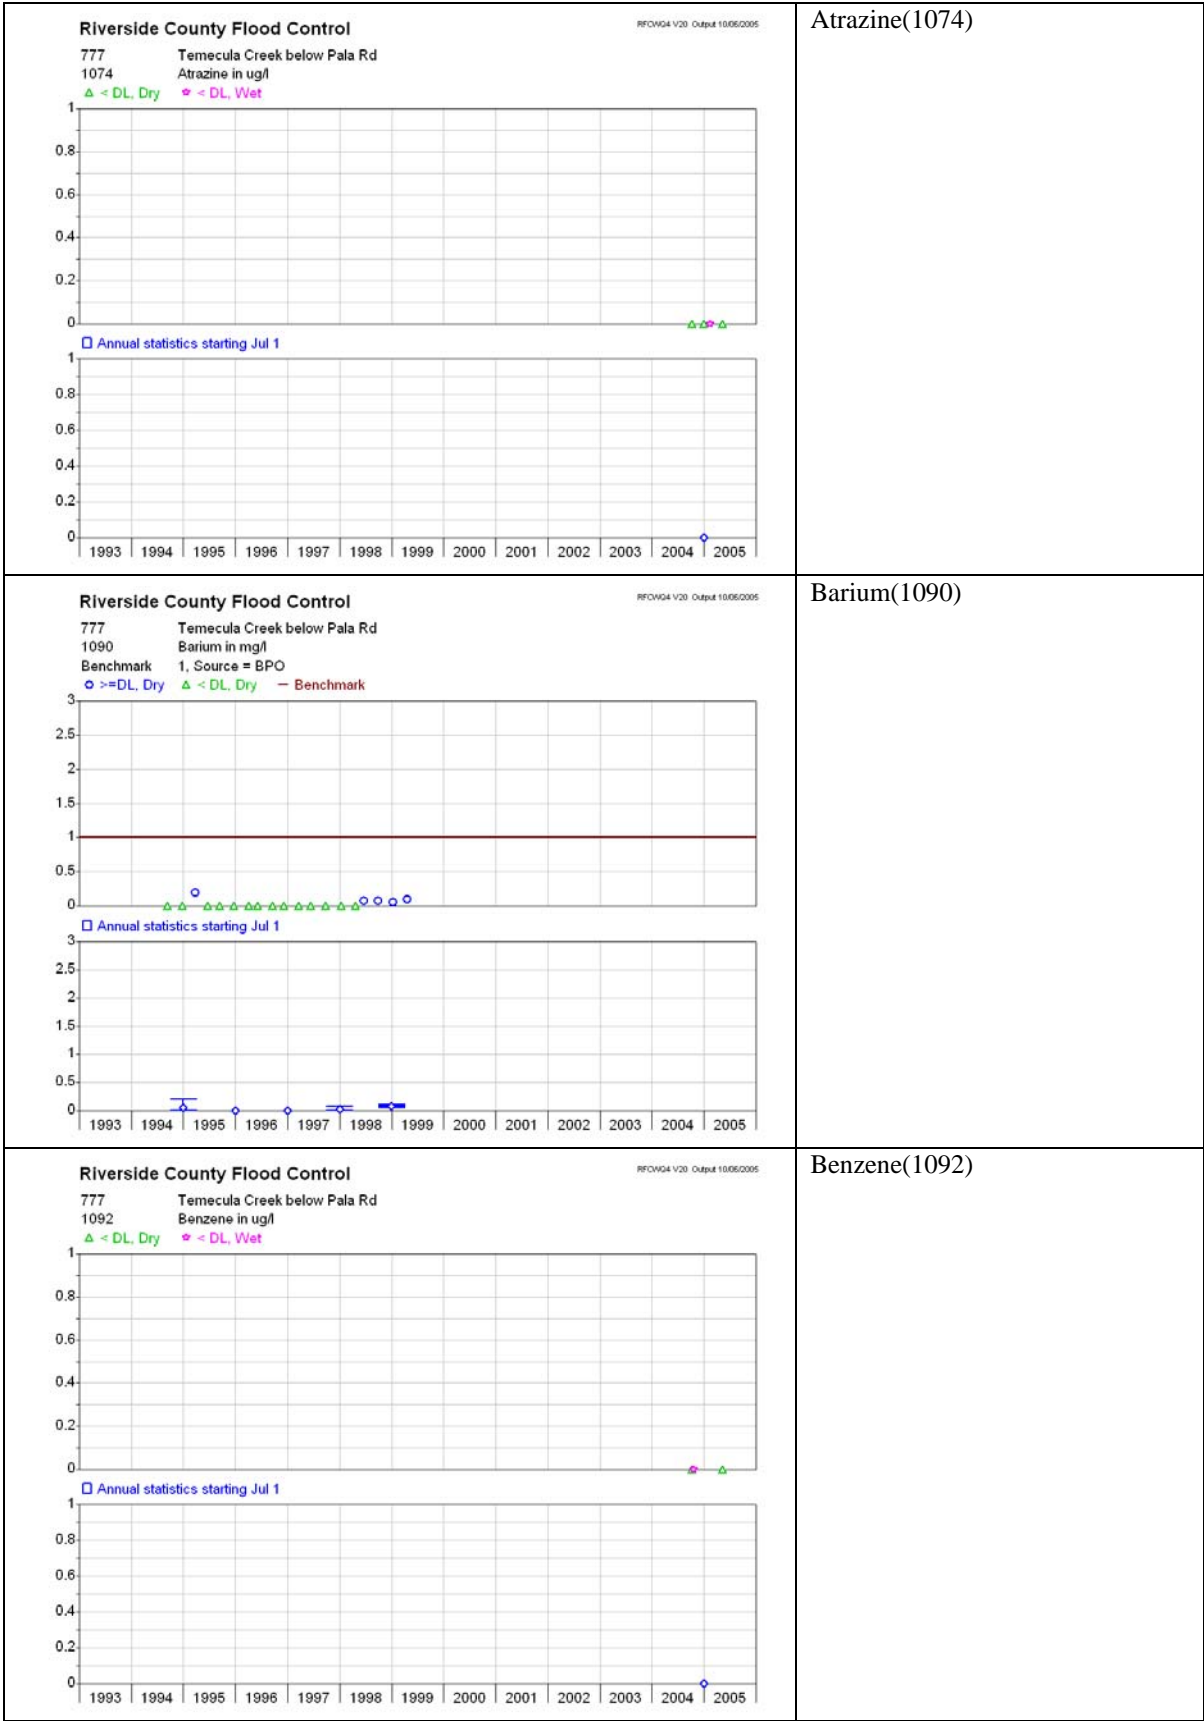 Riverside County Flood Control
RFCWQ4 V20 Output 10/06/2005
777 Temecula Creek below Pala Rd
1074 Atrazine in ug/l
< DL, Dry < DL, Wet
1
0.8
0.6
0.4
0.2
0
Annual statistics starting Jul 1
1
0.8
0.6
0.4
0.2
0
1993 1994 1995 1996 1997 1998 1999 2000 2001 2002 2003 2004 2005
Atrazine(1074)
Riverside County Flood Control
RFCWQ4 V20 Output 10/06/2005
777 Temecula Creek below Pala Rd
1090 Barium in mg/l
Benchmark 1, Source = BPO
>=DL, Dry < DL, Dry Benchmark
3
2.5
2
1.5
1
0.5
0
Annual statistics starting Jul 1
3
2.5
2
1.5
1
0.5
0
1993 1994 1995 1996 1997 1998 1999 2000 2001 2002 2003 2004 2005
Barium(1090)
Riverside County Flood Control
RFCWQ4 V20 Output 10/06/2005
777 Temecula Creek below Pala Rd
1092 Benzene in ug/l
< DL, Dry < DL, Wet
1
0.8
0.6
0.4
0.2
0
Annual statistics starting Jul 1
1
0.8
0.6
0.4
0.2
0
1993 1994 1995 1996 1997 1998 1999 2000 2001 2002 2003 2004 2005
Benzene(1092)